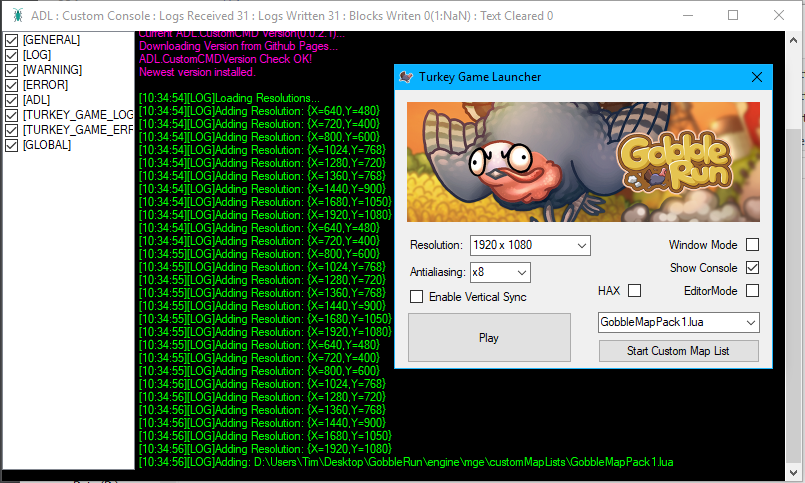 ADL : Custom Console : Logs Received 31 : Logs Written 31 : Blocks Writen 0(1:NaN) : Text Cleared 0
[GENERAL]
[LOG]
[WARNING]
[ERROR]
[ADL]
[TURKEY_GAME_LOG
[TURKEY_GAME_ERF
[GLOBAL]
Current ADL.CustomCMD Version(0.0.2.1)...
Downloading Version from Github Pages...
ADL.CustomCMDVersion Check OK!
Newest version installed.
[10:34:54][LOG]Loading Resolutions...
[10:34:54][LOG]Adding Resolution: {X=640,Y=480}
[10:34:54][LOG]Adding Resolution: {X=720,Y=400}
[10:34:54][LOG]Adding Resolution: {X=800,Y=600}
[10:34:54][LOG]Adding Resolution: {X=1024,Y=768}
[10:34:54][LOG]Adding Resolution: {X=1280,Y=720}
[10:34:54][LOG]Adding Resolution: {X=1360,Y=768}
[10:34:54][LOG]Adding Resolution: {X=1440,Y=900}
[10:34:54][LOG]Adding Resolution: {X=1680,Y=1050}
[10:34:54][LOG]Adding Resolution: {X=1920,Y=1080}
[10:34:54][LOG]Adding Resolution: {X=640,Y=480}
[10:34:54][LOG]Adding Resolution: {X=720,Y=400}
[10:34:55][LOG]Adding Resolution: {X=800,Y=600}
[10:34:55][LOG]Adding Resolution: {X=1024,Y=768}
[10:34:55][LOG]Adding Resolution: {X=1280,Y=720}
[10:34:55][LOG]Adding Resolution: {X=1360,Y=768}
[10:34:55][LOG]Adding Resolution: {X=1440,Y=900}
[10:34:55][LOG]Adding Resolution: {X=1680,Y=1050}
[10:34:55][LOG]Adding Resolution: {X=1920,Y=1080}
[10:34:55][LOG]Adding Resolution: {X=640,Y=480}
[10:34:55][LOG]Adding Resolution: {X=720,Y=400}
[10:34:55][LOG]Adding Resolution: {X=800,Y=600}
[10:34:56][LOG]Adding Resolution: {X=1024,Y=768}
[10:34:56][LOG]Adding Resolution: {X=1280,Y=720}
[10:34:56][LOG]Adding Resolution: {X=1360,Y=768}
[10:34:56][LOG]Adding Resolution: {X=1440,Y=900}
[10:34:56][LOG]Adding Resolution: {X=1680,Y=1050}
[10:34:56][LOG]Adding Resolution: {X=1920,Y=1080}
[10:34:56][LOG]Adding: D:\Users\Tim\Desktop\GobbleRun\engine\mge\customMapLists\GobbleMapPack1.lua
Turkey Game Launcher
Gobble
Run
Resolution: 1920 x 1080
Window Mode
Antialiasing: x8
Show Console
Enable Vertical Sync
HAX
EditorMode
GobbleMapPack1.lua
Play
Start Custom Map List